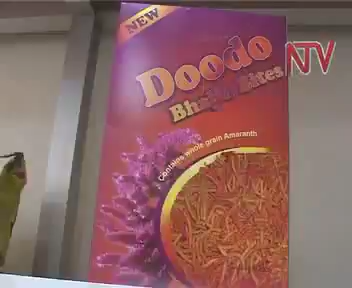 NEW
Doodo
NTV
Bhajia Bites
Contains whole grain Amaranth